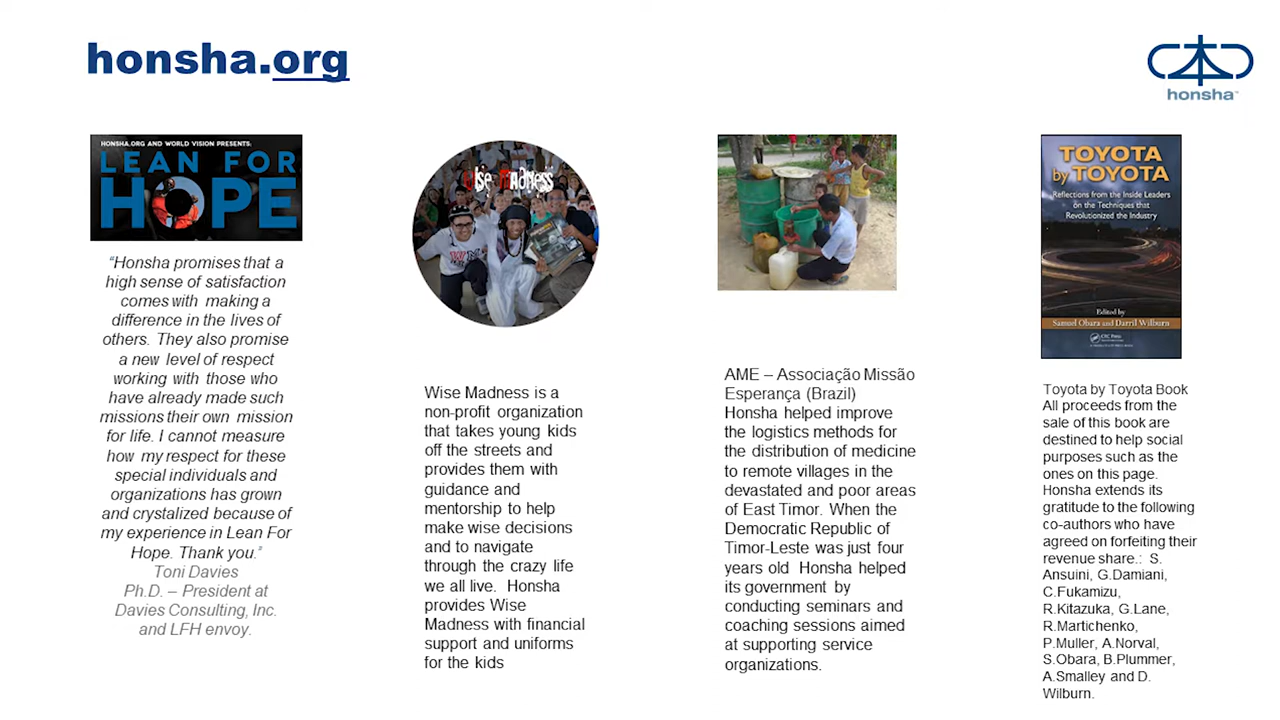 honsha.org
honsha™
HONSHA.ORG AND WORLD VISION PRESENTS:
LEAN FOR
HOPE
“Honsha promises that a
high sense of satisfaction
comes with making a
difference in the lives of
others. They also promise
a new level of respect
working with those who
have already made such
missions their own mission
for life. I cannot measure
how my respect for these
special individuals and
organizations has grown
and crystalized because of
my experience in Lean For
Hope. Thank you.”
Toni Davies
Ph.D. – President at
Davies Consulting, Inc.
and LFH envoy.
Wise Madness
Wise Madness is a
non-profit organization
that takes young kids
off the streets and
provides them with
guidance and
mentorship to help
make wise decisions
and to navigate
through the crazy life
we all live. Honsha
provides Wise
Madness with financial
support and uniforms
for the kids
AME – Associação Missão
Esperança (Brazil)
Honsha helped improve
the logistics methods for
the distribution of medicine
to remote villages in the
devastated and poor areas
of East Timor. When the
Democratic Republic of
Timor-Leste was just four
years old Honsha helped
its government by
conducting seminars and
coaching sessions aimed
at supporting service
organizations.
TOYOTA
by TOYOTA
Reflections from the Inside Leaders
on the Techniques that
Revolutionized the Industry
Edited by
Samuel Obara and Darril Wilburn
CRC Press
Toyota by Toyota Book
All proceeds from the
sale of this book are
destined to help social
purposes such as the
ones on this page.
Honsha extends its
gratitude to the following
co-authors who have
agreed on forfeiting their
revenue share.: S.
Ansuini, G.Damiani,
C.Fukamizu,
R.Kitazuka, G.Lane,
R.Martichenko,
P.Muller, A.Norval,
S.Obara, B.Plummer,
A.Smalley and D.
Wilburn.